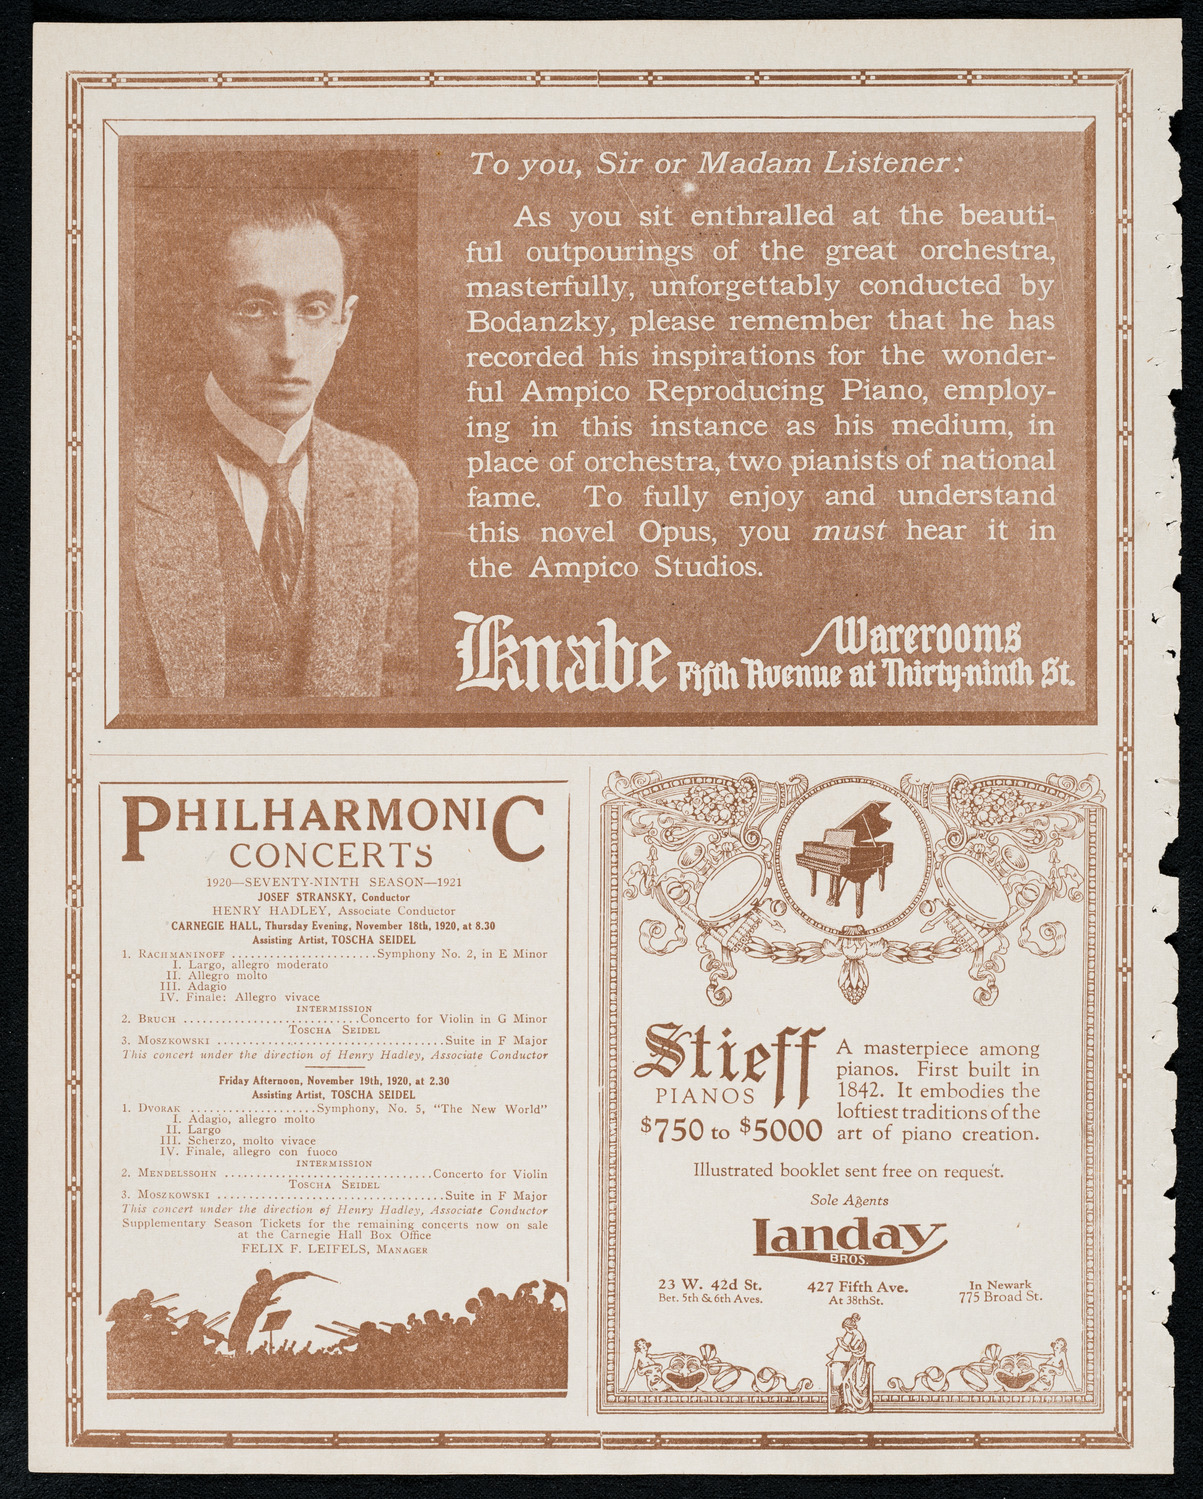 To you, Sir or Madam Listener:
As you sit enthralled at the beauti-
ful outpourings of the great orchestra,
masterfully, unforgettably conducted by
Bodanzky, please remember that he has
recorded his inspirations for the wonder-
ful Ampico Reproducing Piano, employ-
ing in this instance as his medium, in
place of orchestra, two pianists of national
fame. To fully enjoy and understand
this novel Opus, you must hear it in
the Ampico Studios.
Knabe Warerooms
Fifth Avenue at Thirty-ninth St.
PHILHARMONIC
CONCERTS
1920—SEVENTY-NINTH SEASON—1921
JOSEF STRANSKY, Conductor
HENRY HADLEY, Associate Conductor
CARNEGIE HALL, Thursday Evening, November 18th, 1920, at 8.30
Assisting Artist, TOSCHA SEIDEL
1. RACHMANINOFF .......................Symphony No. 2, in E Minor
I. Largo, allegro moderato
II. Allegro molto
III. Adagio
IV. Finale: Allegro vivace
INTERMISSION
2. BRUCH ............................Concerto for Violin in G Minor
TOSCHA SEIDEL
3. MOSZKOWSKI ....................................Suite in F Major
This concert under the direction of Henry Hadley, Associate Conductor
Friday Afternoon, November 19th, 1920, at 2.30
Assisting Artist, TOSCHA SEIDEL
1. DVORAK ....................Symphony, No. 5, "The New World"
I. Adagio, allegro molto
II. Largo
III. Scherzo, molto vivace
IV. Finale, allegro con fuoco
INTERMISSION
2. MENDELSSOHN .................................Concerto for Violin
TOSCHA SEIDEL
3. MOSZKOWSKI ....................................Suite in F Major
This concert under the direction of Henry Hadley, Associate Conductor
Supplementary Season Tickets for the remaining concerts now on sale
at the Carnegie Hall Box Office
FELIX F. LEIFELS, MANAGER
Stieff
PIANOS
$750 to $5000
A masterpiece among
pianos. First built in
1842. It embodies the
loftiest traditions of the
art of piano creation.
Illustrated booklet sent free on request.
Sole Agents
Landay
BROS.
23 W. 42d St.
Bet. 5th & 6th Aves.
427 Fifth Ave.
At 38th St.
In Newark
775 Broad St.